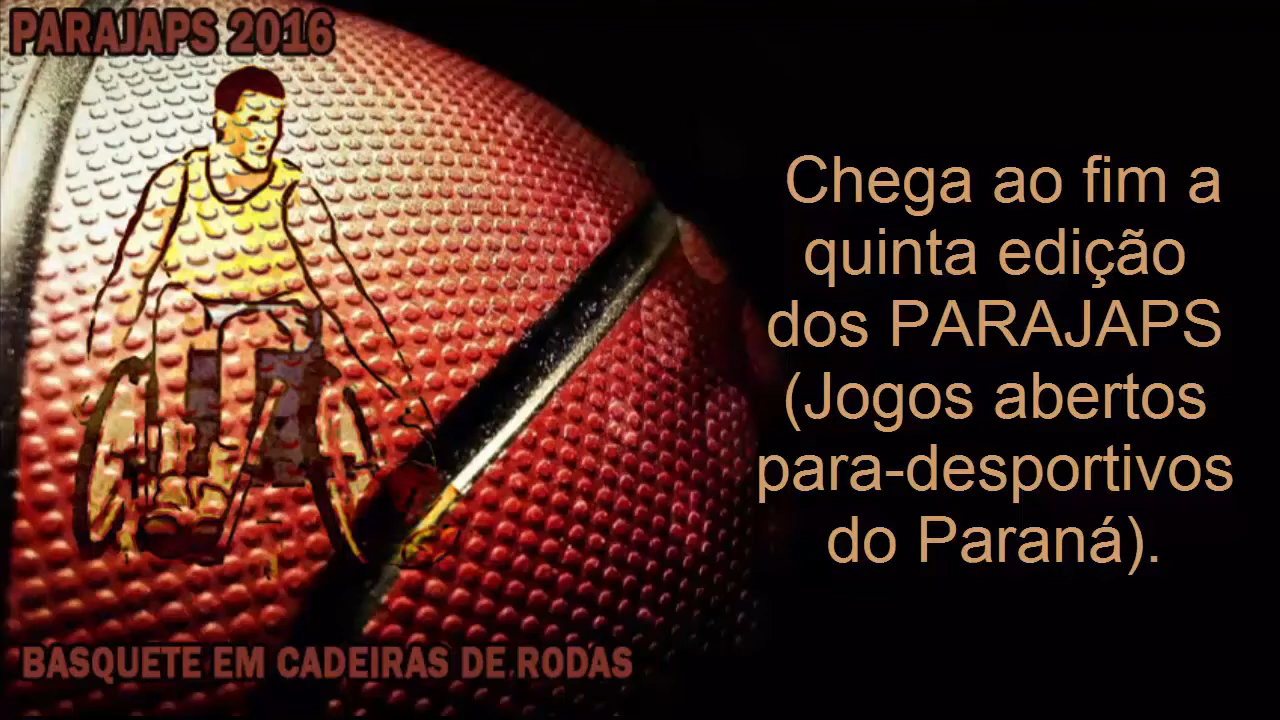 PARAJAPS 2016
Chega ao fim a
quinta edição
dos PARAJAPS
(Jogos abertos
para-desportivos
do Paraná).
BASQUETE EM CADEIRAS DE RODAS